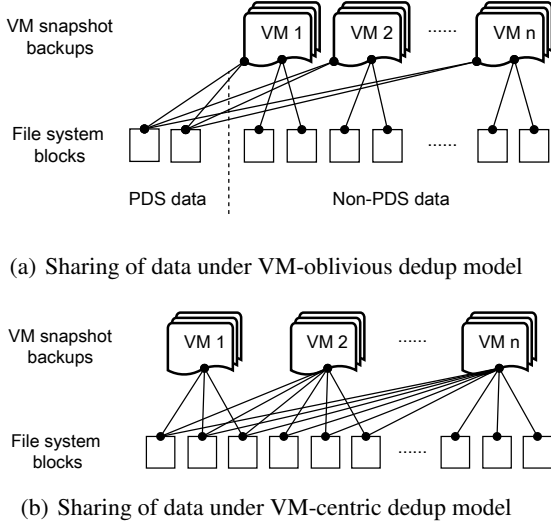 VM snapshot
backups
VM 1
VM 2
......
VM n
File system
blocks
......
PDS data
Non-PDS data
(a) Sharing of data under VM-oblivious dedup model
VM snapshot
backups
VM 1
VM 2
......
VM n
File system
blocks
......
(b) Sharing of data under VM-centric dedup model